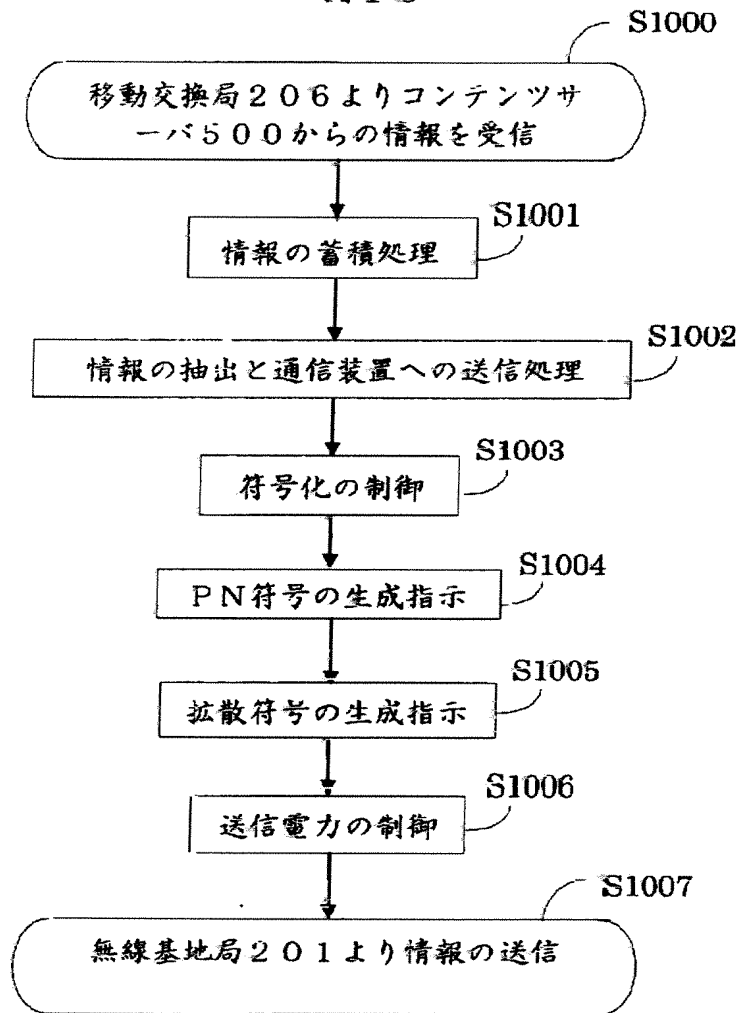 S1000
移動交換局206よりコンテンツサ
ーバ500からの情報を受信
S1001
情報の蓄積処理
S1002
情報の抽出と通信装置への送信処理
S1003
符号化の制御
S1004
PN符号の生成指示
S1005
拡散符号の生成指示
S1006
送信電力の制御
S1007
無線基地局201より情報の送信